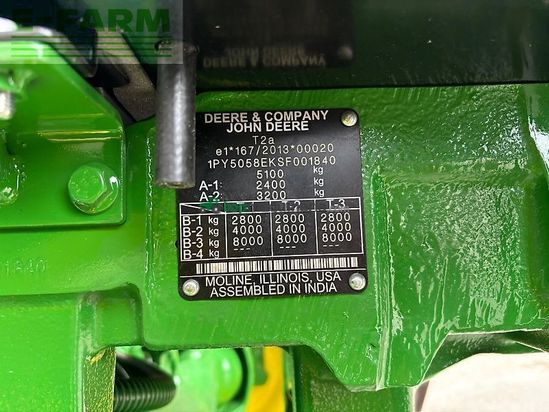 E-FARM
DEERE & COMPANY
JOHN DEERE
T2a
e1*167/2013*00020
1PY5058EKSF001840
5100 kg
A-1: 2400 kg
A-2: 3200 kg
T-2 T-3
B-1 kg 2800 2800 2800
B-2 kg 4000 4000 4000
B-3 kg 8000 8000 8000
B-4 kg --- --- ---
MOLINE, ILLINOIS, USA
ASSEMBLED IN INDIA